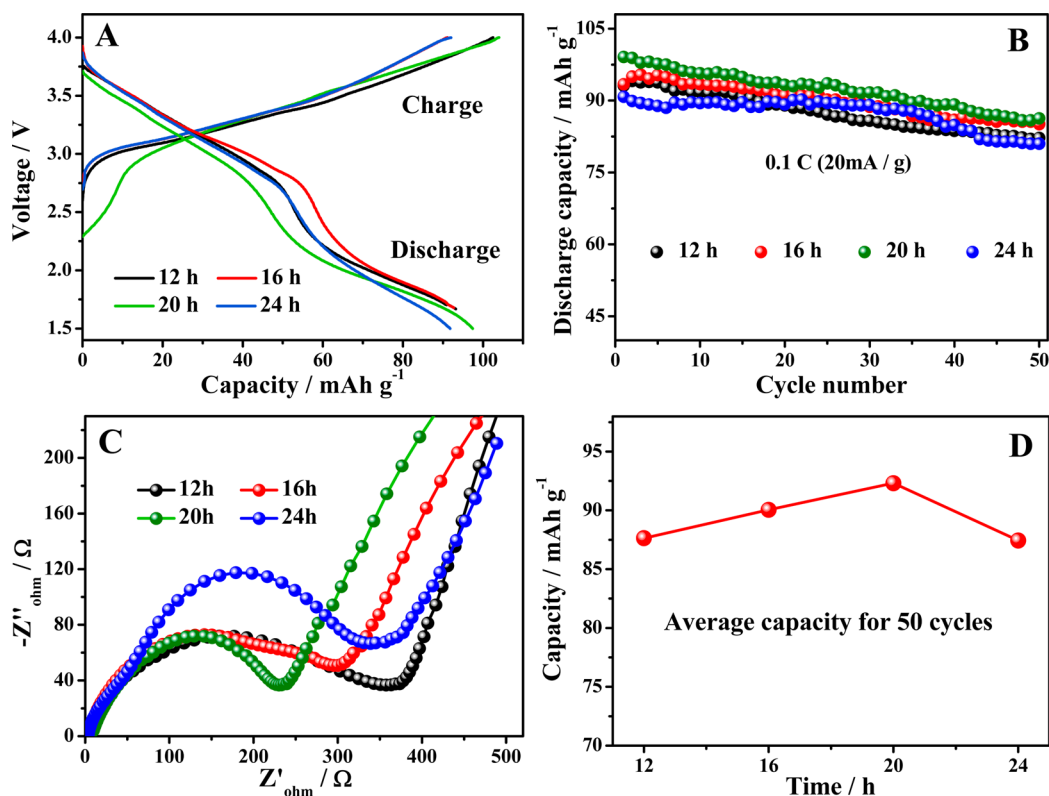 A
4.0
3.5
3.0
2.5
2.0
1.5
Voltage / V
Charge
Discharge
12 h
16 h
20 h
24 h
0 20 40 60 80 100
Capacity / mAh g⁻¹
B
105
90
75
60
45
Discharge capacity / mAh g⁻¹
0.1 C (20mA / g)
12 h 16 h 20 h 24 h
0 10 20 30 40 50
Cycle number
C
200
160
120
80
40
0
-Z''ohm / Ω
12h
16h
20h
24h
0 100 200 300 400 500
Z'ohm / Ω
D
95
90
85
80
75
70
Capacity / mAh g⁻¹
Average capacity for 50 cycles
12 16 20 24
Time / h